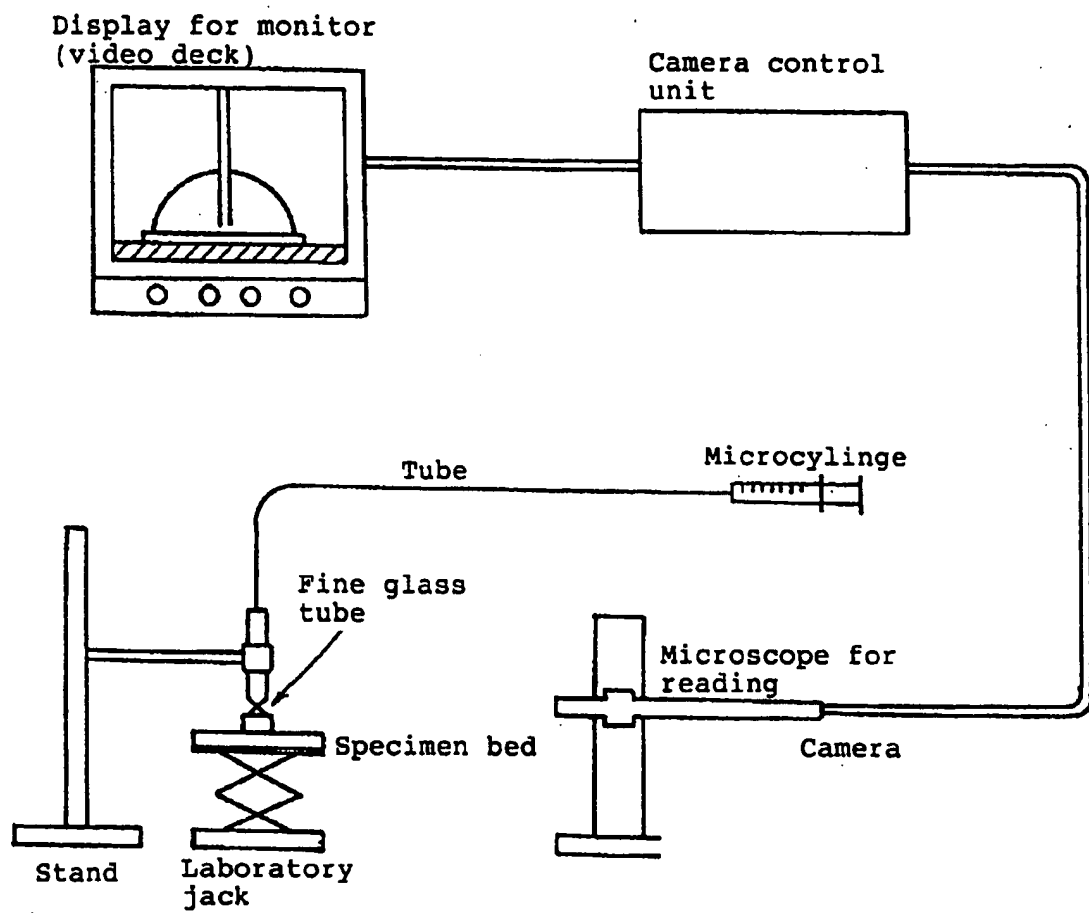 Display for monitor
(video deck)
Camera control
unit
Microcylinge
Tube
Fine glass
tube
Microscope for
reading
Specimen bed
Camera
Stand
Laboratory
jack